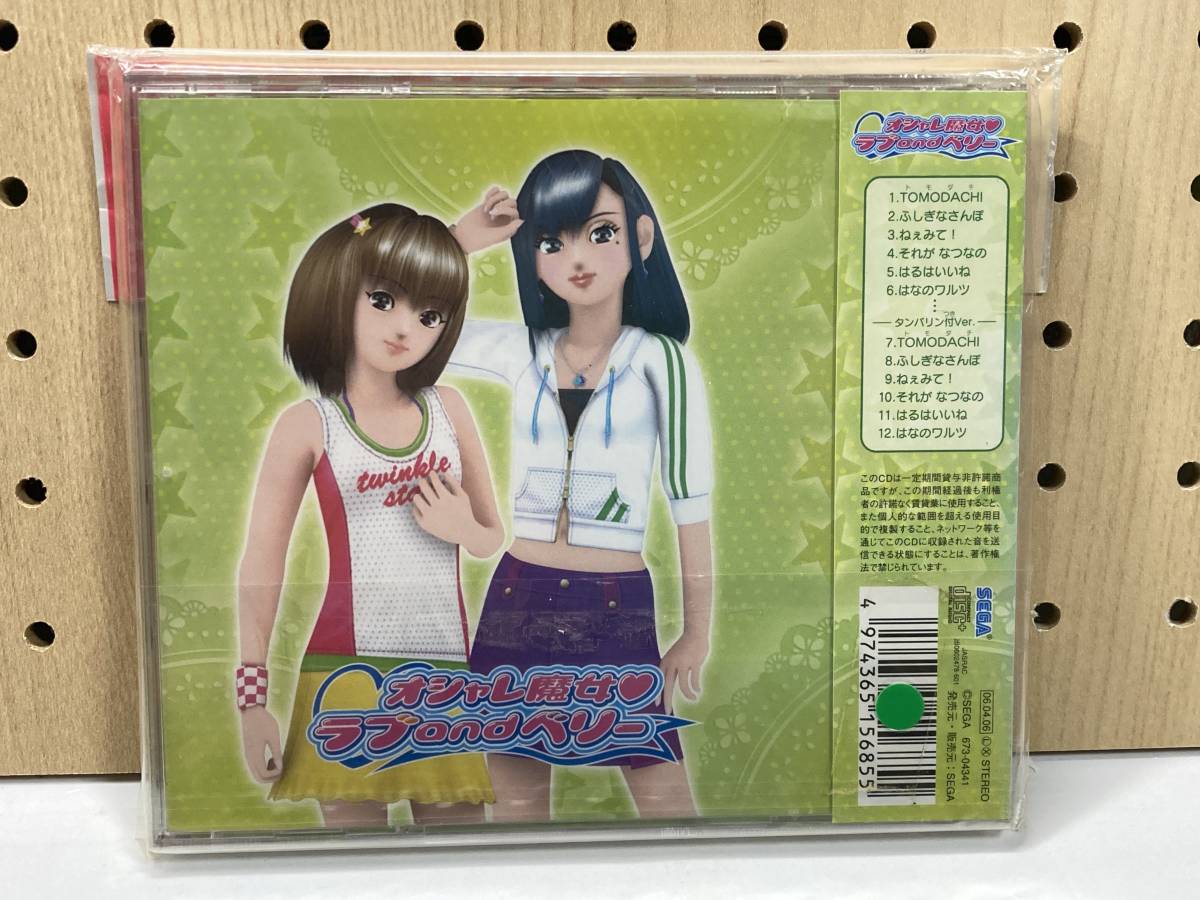 オシャレ魔女♥
ラブandベリー
トモダチ
1.TOMODACHI
2.ふしぎなさんぽ
3.ねぇみて！
4.それが なつなの
5.はるはいいね
6.はなのワルツ
⋮
つき
タンバリン付Ver.
トモダチ
7.TOMODACHI
8.ふしぎなさんぽ
9.ねぇみて！
10.それが なつなの
11.はるはいいね
12.はなのワルツ
このCDは一定期間貸与非許諾商
品ですが、この期間経過後も利権
者の許諾なく賃貸業に使用すること、
また個人的な範囲を超える使用目
的で複製すること、ネットワーク等を
通じてこのCDに収録された音を送
信できる状態にすることは、著作権
法で禁じられています。
twinkle
オシャレ魔女♥
ラブandベリー
SEGA
COMPACT
disc+
JASRAC
06.04.06 Ⓛ Ⓧ STEREO
©SEGA 673-04341
発売元・販売元：SEGA
4 974365 156855